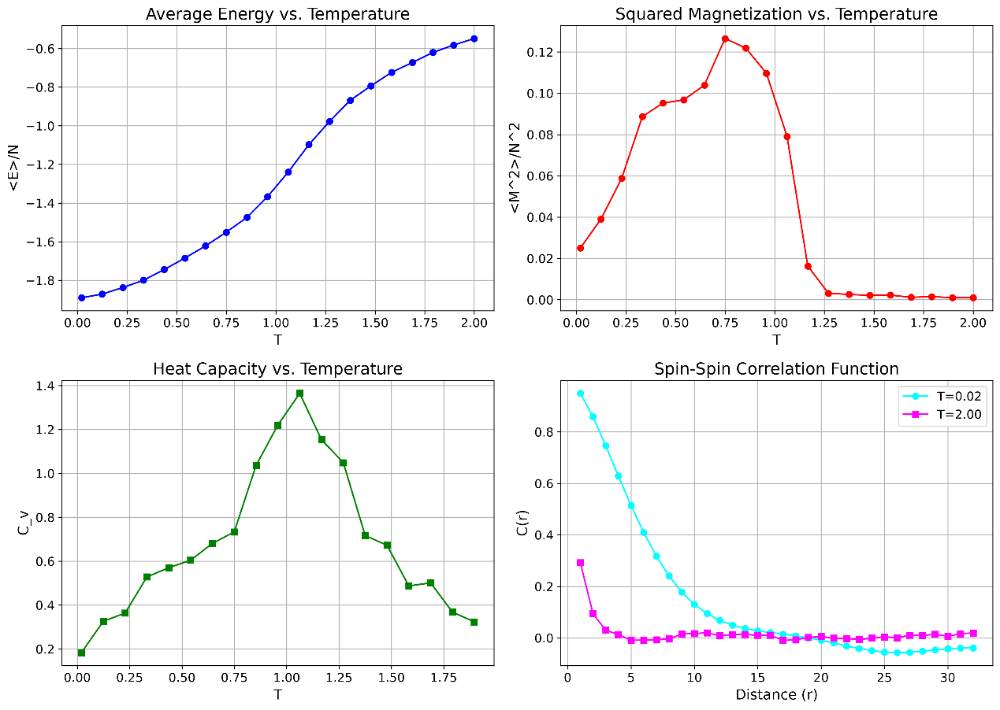 Average Energy vs. Temperature
<E>/N
−0.6
−0.8
−1.0
−1.2
−1.4
−1.6
−1.8
0.00 0.25 0.50 0.75 1.00 1.25 1.50 1.75 2.00
T
Squared Magnetization vs. Temperature
<M^2>/N^2
0.12
0.10
0.08
0.06
0.04
0.02
0.00
0.00 0.25 0.50 0.75 1.00 1.25 1.50 1.75 2.00
T
Heat Capacity vs. Temperature
C_v
1.4
1.2
1.0
0.8
0.6
0.4
0.2
0.00 0.25 0.50 0.75 1.00 1.25 1.50 1.75
T
Spin-Spin Correlation Function
T=0.02
T=2.00
C(r)
0.8
0.6
0.4
0.2
0.0
0 5 10 15 20 25 30
Distance (r)